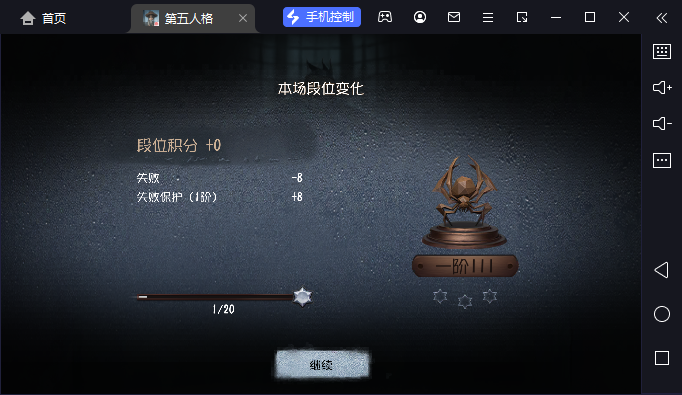 首页
第五人格
手机控制
本场段位变化
段位积分 +0
失败 -8
失败保护（1阶） +8
一阶III
1/20
继续